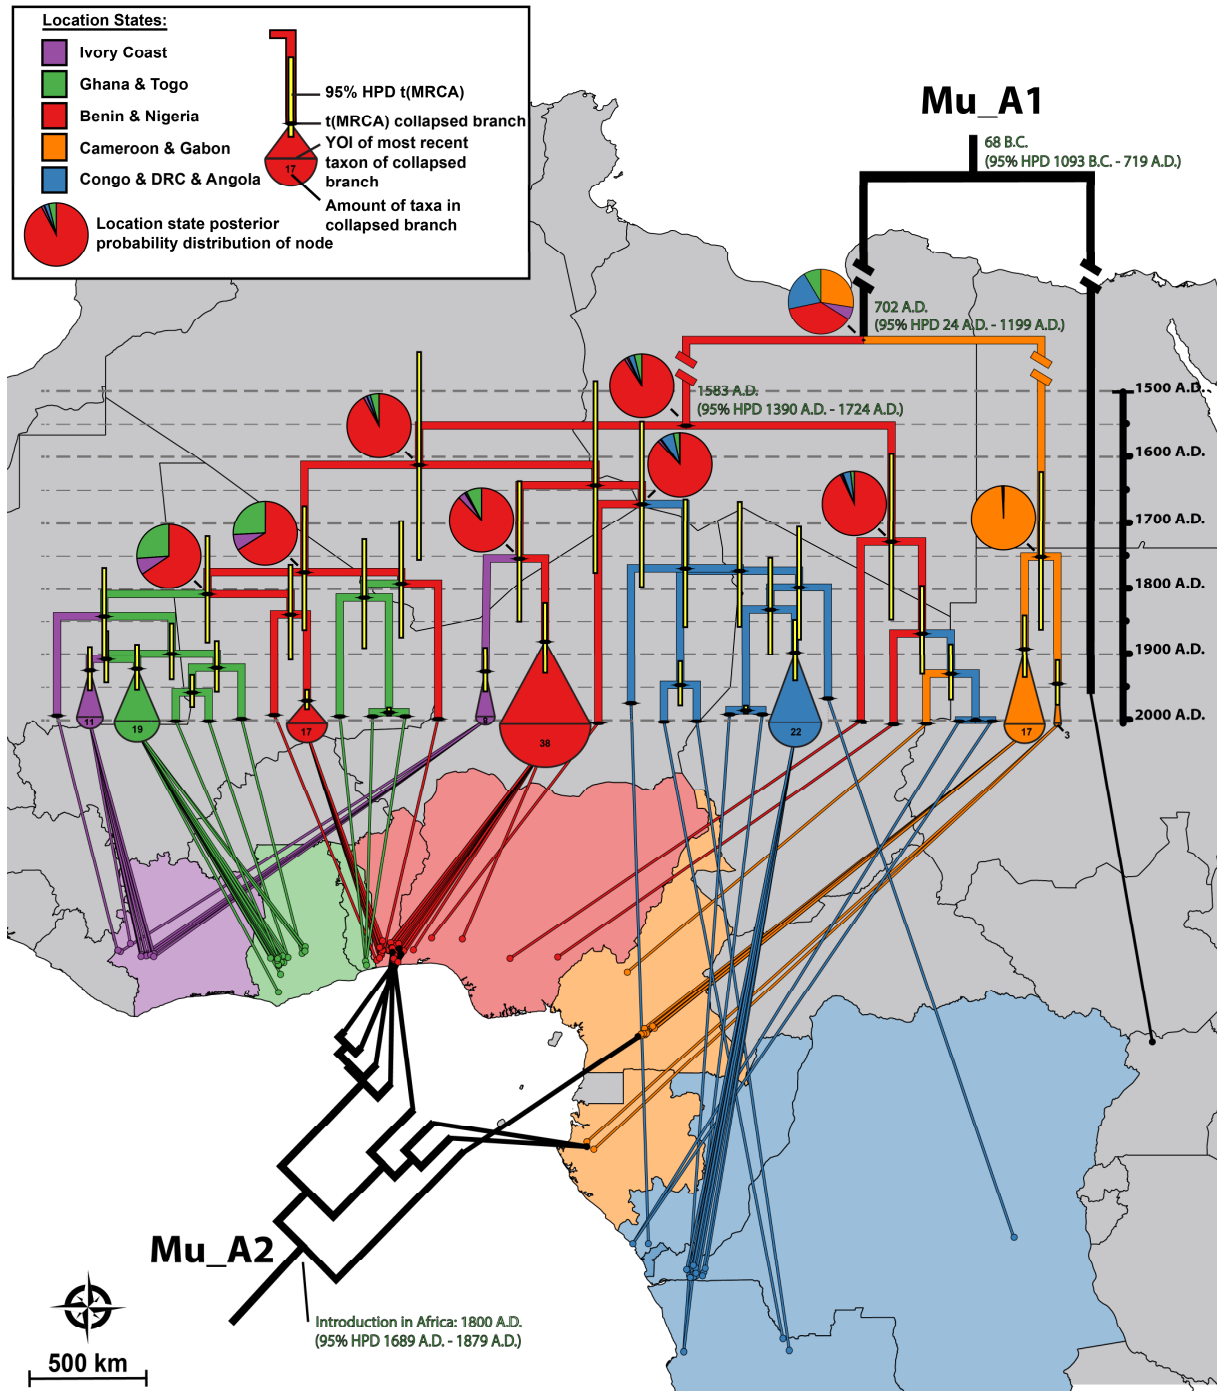 Location States:
Ivory Coast
Ghana & Togo
Benin & Nigeria
Cameroon & Gabon
Congo & DRC & Angola
Location state posterior
probability distribution of node
95% HPD t(MRCA)
t(MRCA) collapsed branch
YOI of most recent
taxon of collapsed
branch
17
Amount of taxa in
collapsed branch
Mu_A1
68 B.C.
(95% HPD 1093 B.C. - 719 A.D.)
702 A.D.
(95% HPD 24 A.D. - 1199 A.D.)
1583 A.D.
(95% HPD 1390 A.D. - 1724 A.D.)
1500 A.D.
1600 A.D.
1700 A.D.
1800 A.D.
1900 A.D.
2000 A.D.
11
19
17
9
38
22
17
3
Mu_A2
Introduction in Africa: 1800 A.D.
(95% HPD 1689 A.D. - 1879 A.D.)
500 km